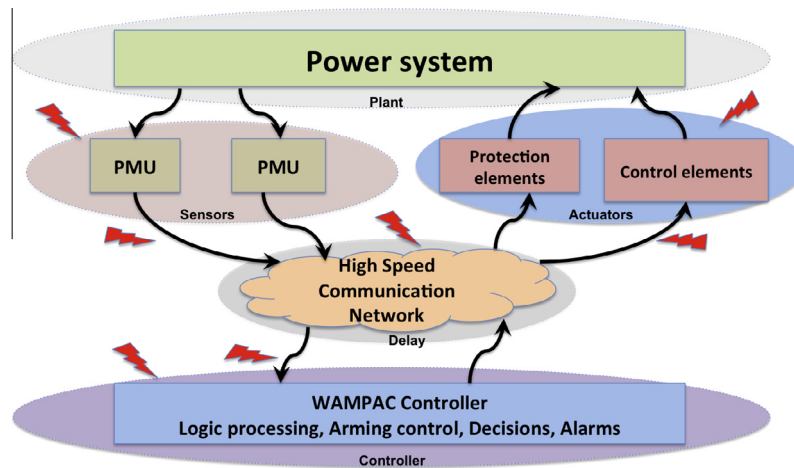 Power system
Plant
PMU
PMU
Sensors
Protection
elements
Control elements
Actuators
High Speed
Communication
Network
Delay
WAMPAC Controller
Logic processing, Arming control, Decisions, Alarms
Controller